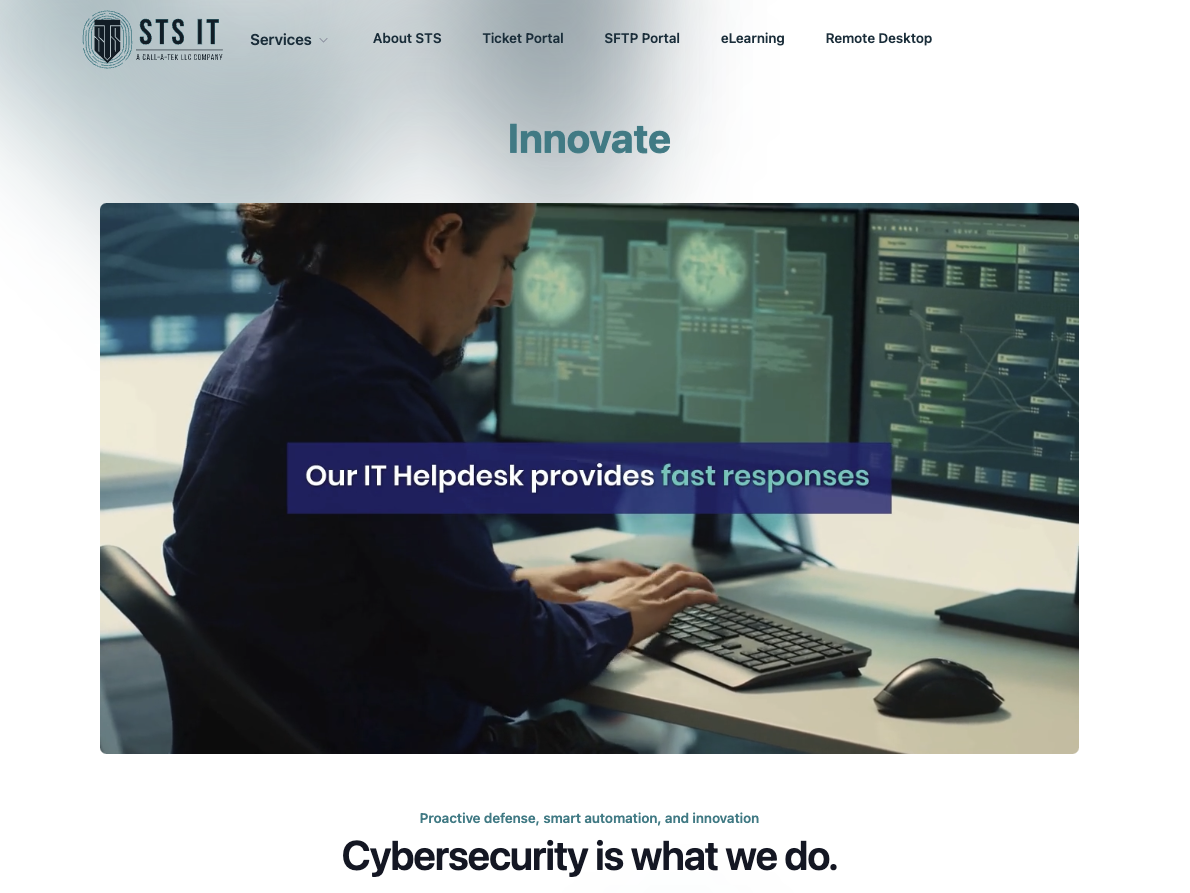 STS IT
A CALL-A-TEK LLC COMPANY
Services
About STS
Ticket Portal
SFTP Portal
eLearning
Remote Desktop
Innovate
Our IT Helpdesk provides fast responses
Proactive defense, smart automation, and innovation
Cybersecurity is what we do.